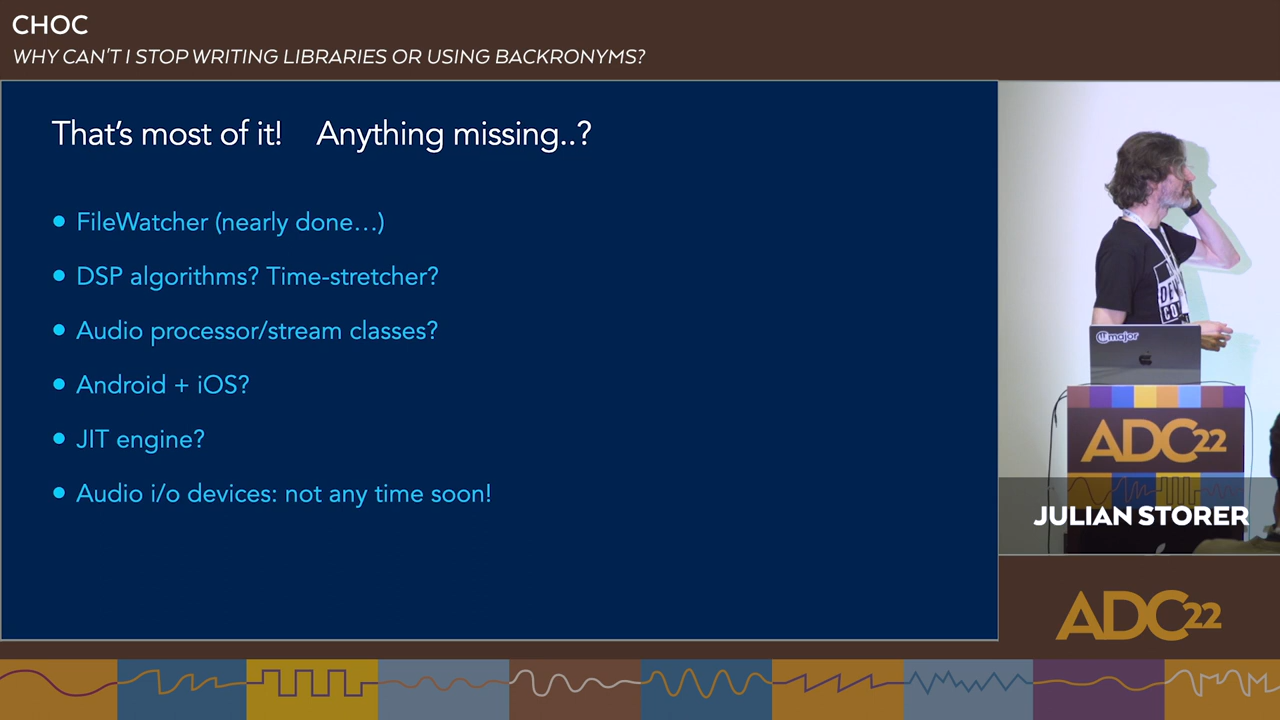 CHOC
WHY CAN'T I STOP WRITING LIBRARIES OR USING BACKRONYMS?
That's most of it! Anything missing..?
• FileWatcher (nearly done...)
• DSP algorithms? Time-stretcher?
• Audio processor/stream classes?
• Android + iOS?
• JIT engine?
• Audio i/o devices: not any time soon!
major
ADC22
JULIAN STORER
ADC22